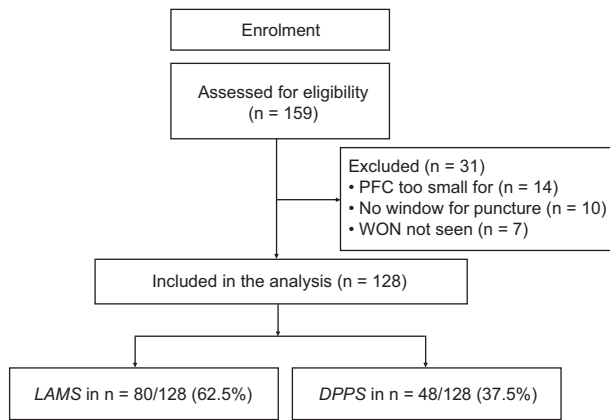 Enrolment
Assessed for eligibility
(n = 159)
Excluded (n = 31)
• PFC too small for (n = 14)
• No window for puncture (n = 10)
• WON not seen (n = 7)
Included in the analysis (n = 128)
LAMS in n = 80/128 (62.5%)
DPPS in n = 48/128 (37.5%)